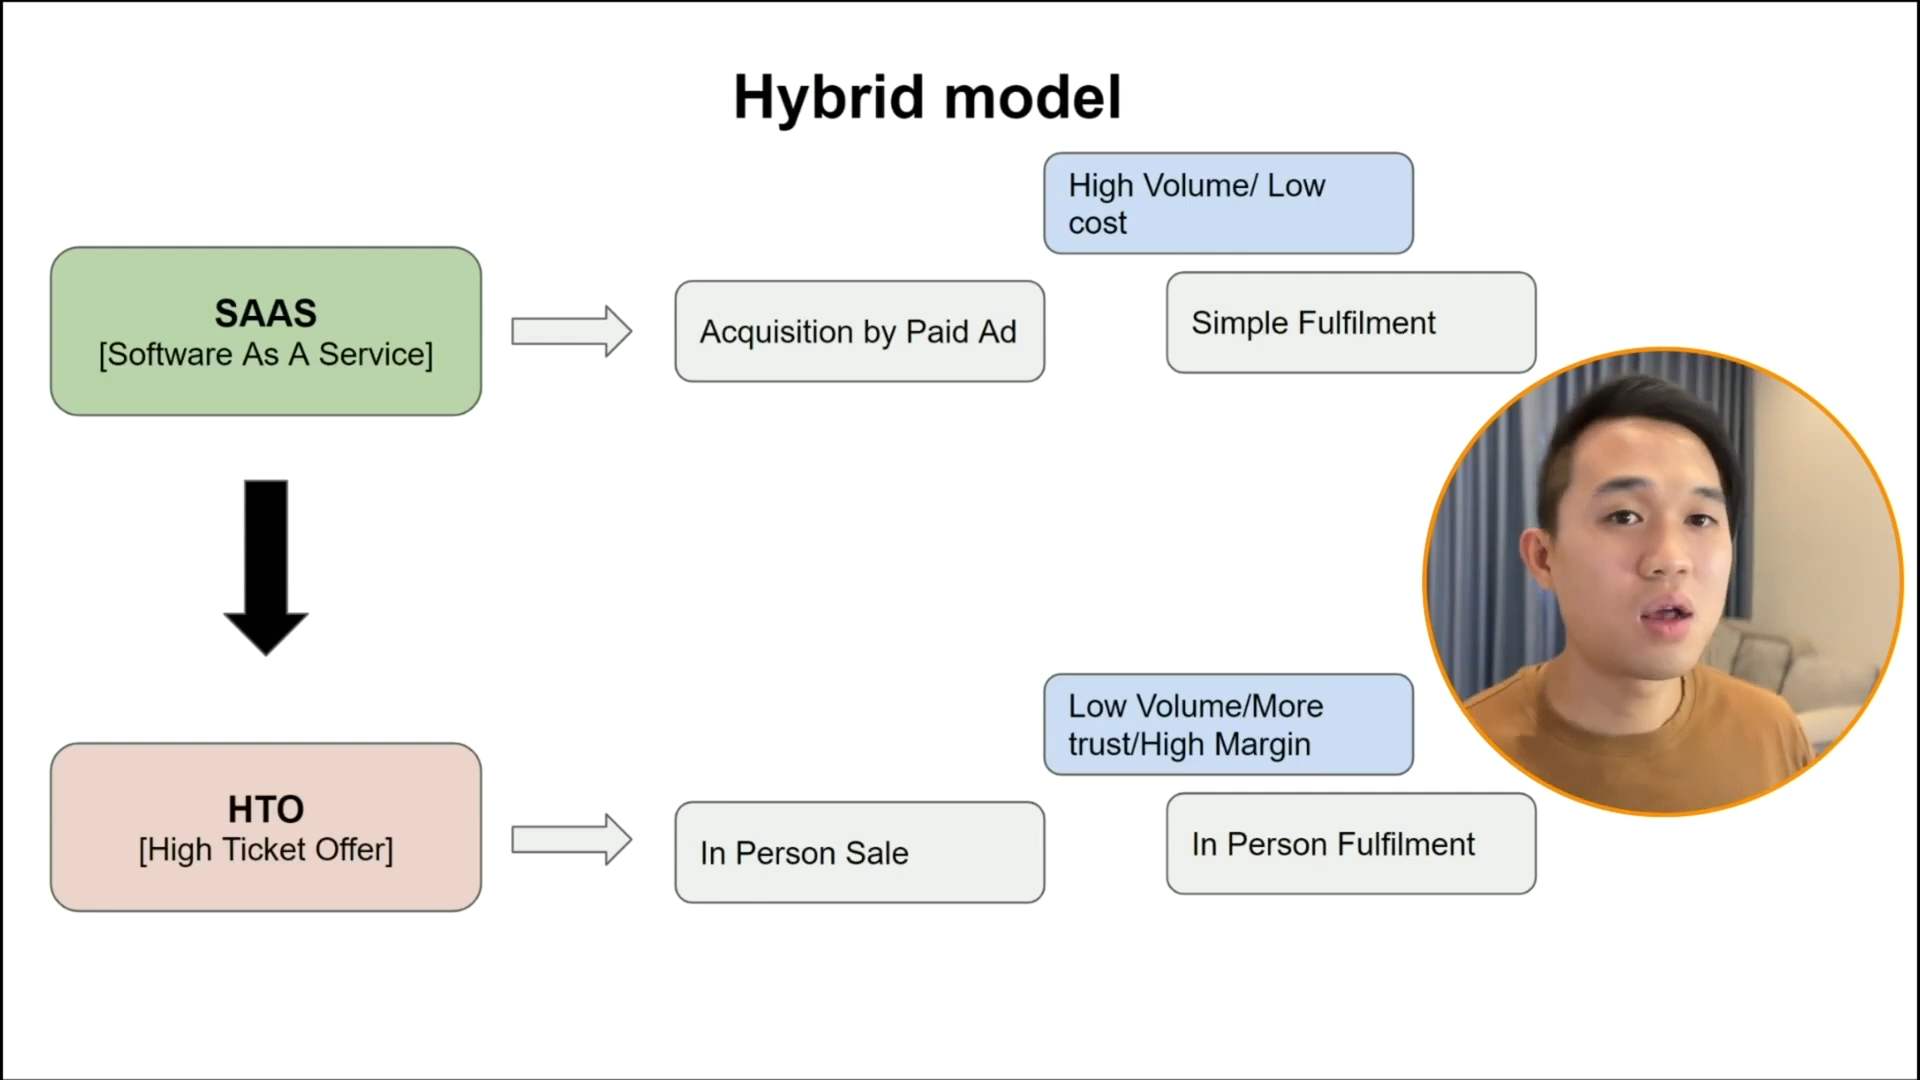 Hybrid model
High Volume/ Low
cost
SAAS
[Software As A Service]
Acquisition by Paid Ad
Simple Fulfilment
Low Volume/More
trust/High Margin
HTO
[High Ticket Offer]
In Person Sale
In Person Fulfilment